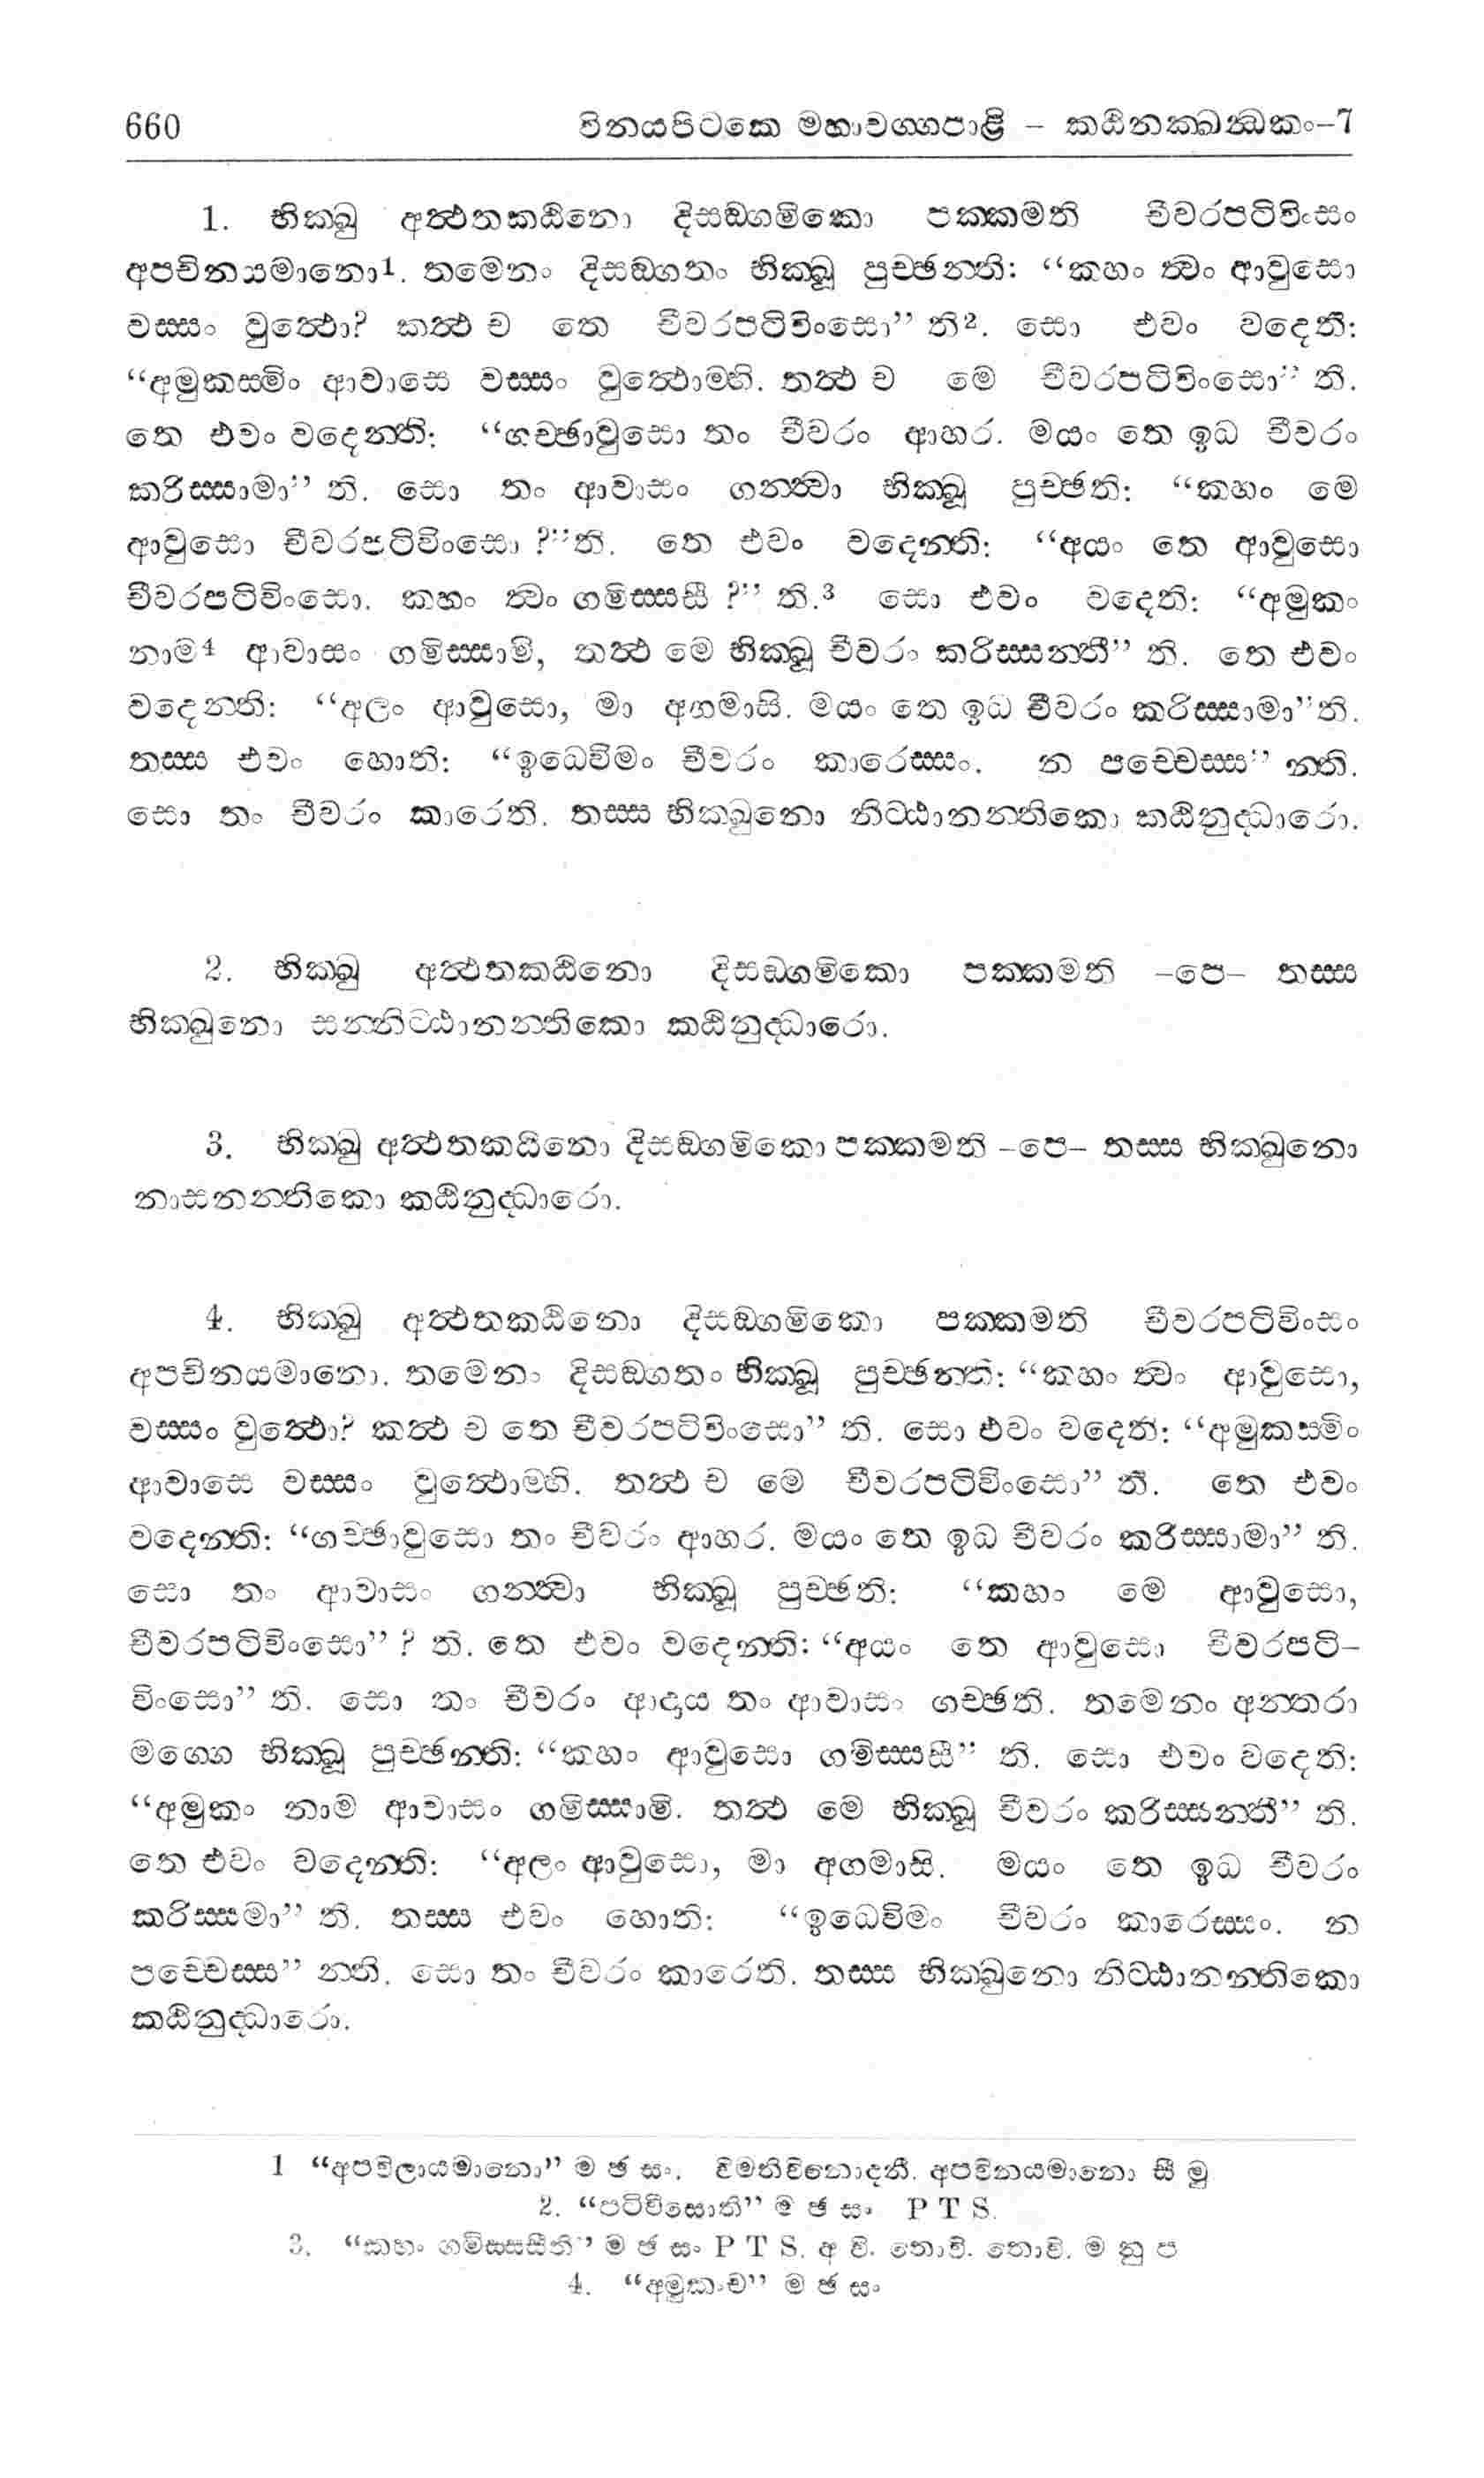 660 විනයපිටකෙ මහාවග්ගපාළි – කඨිනක්ඛන්ධකං–7
1. භික්ඛු අත්ථතකඨිනො දිසඞ්ගමිකො පක්කමති චීවරපටිවිංසං
අපචිනයමානො1. තමෙනං දිසඞ්ගතං භික්ඛූ පුච්ඡන්ති: “කහං ත්වං ආවුසො
වස්සං වුත්ථො? කත්ථ ච තෙ චීවරපටිවිංසො” ති2. සො එවං වදෙති:
“අමුකස්මිං ආවාසෙ වස්සං වුත්ථොම්හි. තත්ථ ච මෙ චීවරපටිවිංසො” ති.
තෙ එවං වදෙන්ති: “ගච්ඡාවුසො තං චීවරං ආහර. මයං තෙ ඉධ චීවරං
කරිස්සාමා” ති. සො තං ආවාසං ගන්ත්වා භික්ඛූ පුච්ඡති: “කහං මෙ
ආවුසො චීවරපටිවිංසො ?”ති. තෙ එවං වදෙන්ති: “අයං තෙ ආවුසො
චීවරපටිවිංසො. කහං ත්වං ගමිස්සසී ?” ති.3 සො එවං වදෙති: “අමුකං
නාම4 ආවාසං ගමිස්සාමි, තත්ථ මෙ භික්ඛූ චීවරං කරිස්සන්තී” ති. තෙ එවං
වදෙන්ති: “අලං ආවුසො, මා අගමාසි. මයං තෙ ඉධ චීවරං කරිස්සාමා”ති.
තස්ස එවං හොති: “ඉධෙවිමං චීවරං කාරෙස්සං. න පච්චෙස්ස” න්ති.
සො තං චීවරං කාරෙති. තස්ස භික්ඛුනො නිට්ඨානන්තිකො කඨිනුද්ධාරො.
2. භික්ඛු අත්ථතකඨිනො දිසඞ්ගමිකො පක්කමති –පෙ– තස්ස
භික්ඛුනො සන්නිට්ඨානන්තිකො කඨිනුද්ධාරො.
3. භික්ඛු අත්ථතකඨිනො දිසඞ්ගමිකො පක්කමති –පෙ– තස්ස භික්ඛුනො
නාසනන්තිකො කඨිනුද්ධාරො.
4. භික්ඛු අත්ථතකඨිනො දිසඞ්ගමිකො පක්කමති චීවරපටිවිංසං
අපචිනයමානො. තමෙනං දිසඞ්ගතං භික්ඛූ පුච්ඡන්ති: “කහං ත්වං ආවුසො,
වස්සං වුත්ථො? කත්ථ ච තෙ චීවරපටිවිංසො” ති. සො එවං වදෙති: “අමුකස්මිං
ආවාසෙ වස්සං වුත්ථොම්හි. තත්ථ ච මෙ චීවරපටිවිංසො” ති. තෙ එවං
වදෙන්ති: “ගච්ඡාවුසො තං චීවරං ආහර. මයං තෙ ඉධ චීවරං කරිස්සාමා” ති.
සො තං ආවාසං ගන්ත්වා භික්ඛූ පුච්ඡති: “කහං මෙ ආවුසො,
චීවරපටිවිංසො” ? ති. තෙ එවං වදෙන්ති: “අයං තෙ ආවුසො චීවරපටි–
විංසො” ති. සො තං චීවරං ආදාය තං ආවාසං ගච්ඡති. තමෙනං අන්තරා
මග්ගෙ භික්ඛූ පුච්ඡන්ති: “කහං ආවුසො ගමිස්සසී” ති. සො එවං වදෙති:
“අමුකං නාම ආවාසං ගමිස්සාමි. තත්ථ මෙ භික්ඛූ චීවරං කරිස්සන්තී” ති.
තෙ එවං වදෙන්ති: “අලං ආවුසො, මා අගමාසි. මයං තෙ ඉධ චීවරං
කරිස්සමා” ති. තස්ස එවං හොති: “ඉධෙවිමං චීවරං කාරෙස්සං. න
පච්චෙස්ස” න්ති. සො තං චීවරං කාරෙති. තස්ස භික්ඛුනො නිට්ඨානන්තිකො
කඨිනුද්ධාරො.
1 “අපවිලායමානො” ම ඡ සං. විමතිවිනොදනී. අපචිනයමානො සී මු
2. “පටිවීසොති” ම ඡ සං P T S.
3. “කහං ගමිස්සසීති” ම ඡ සං P T S. අ වි. නොවි. තොවි. ම නු ප
4. “අමුකංච” ම ඡ සං